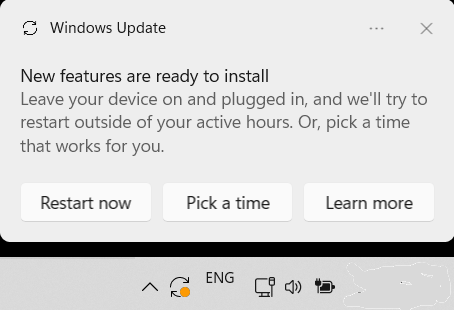 Windows Update
New features are ready to install
Leave your device on and plugged in, and we'll try to
restart outside of your active hours. Or, pick a time
that works for you.
Restart now
Pick a time
Learn more
ENG